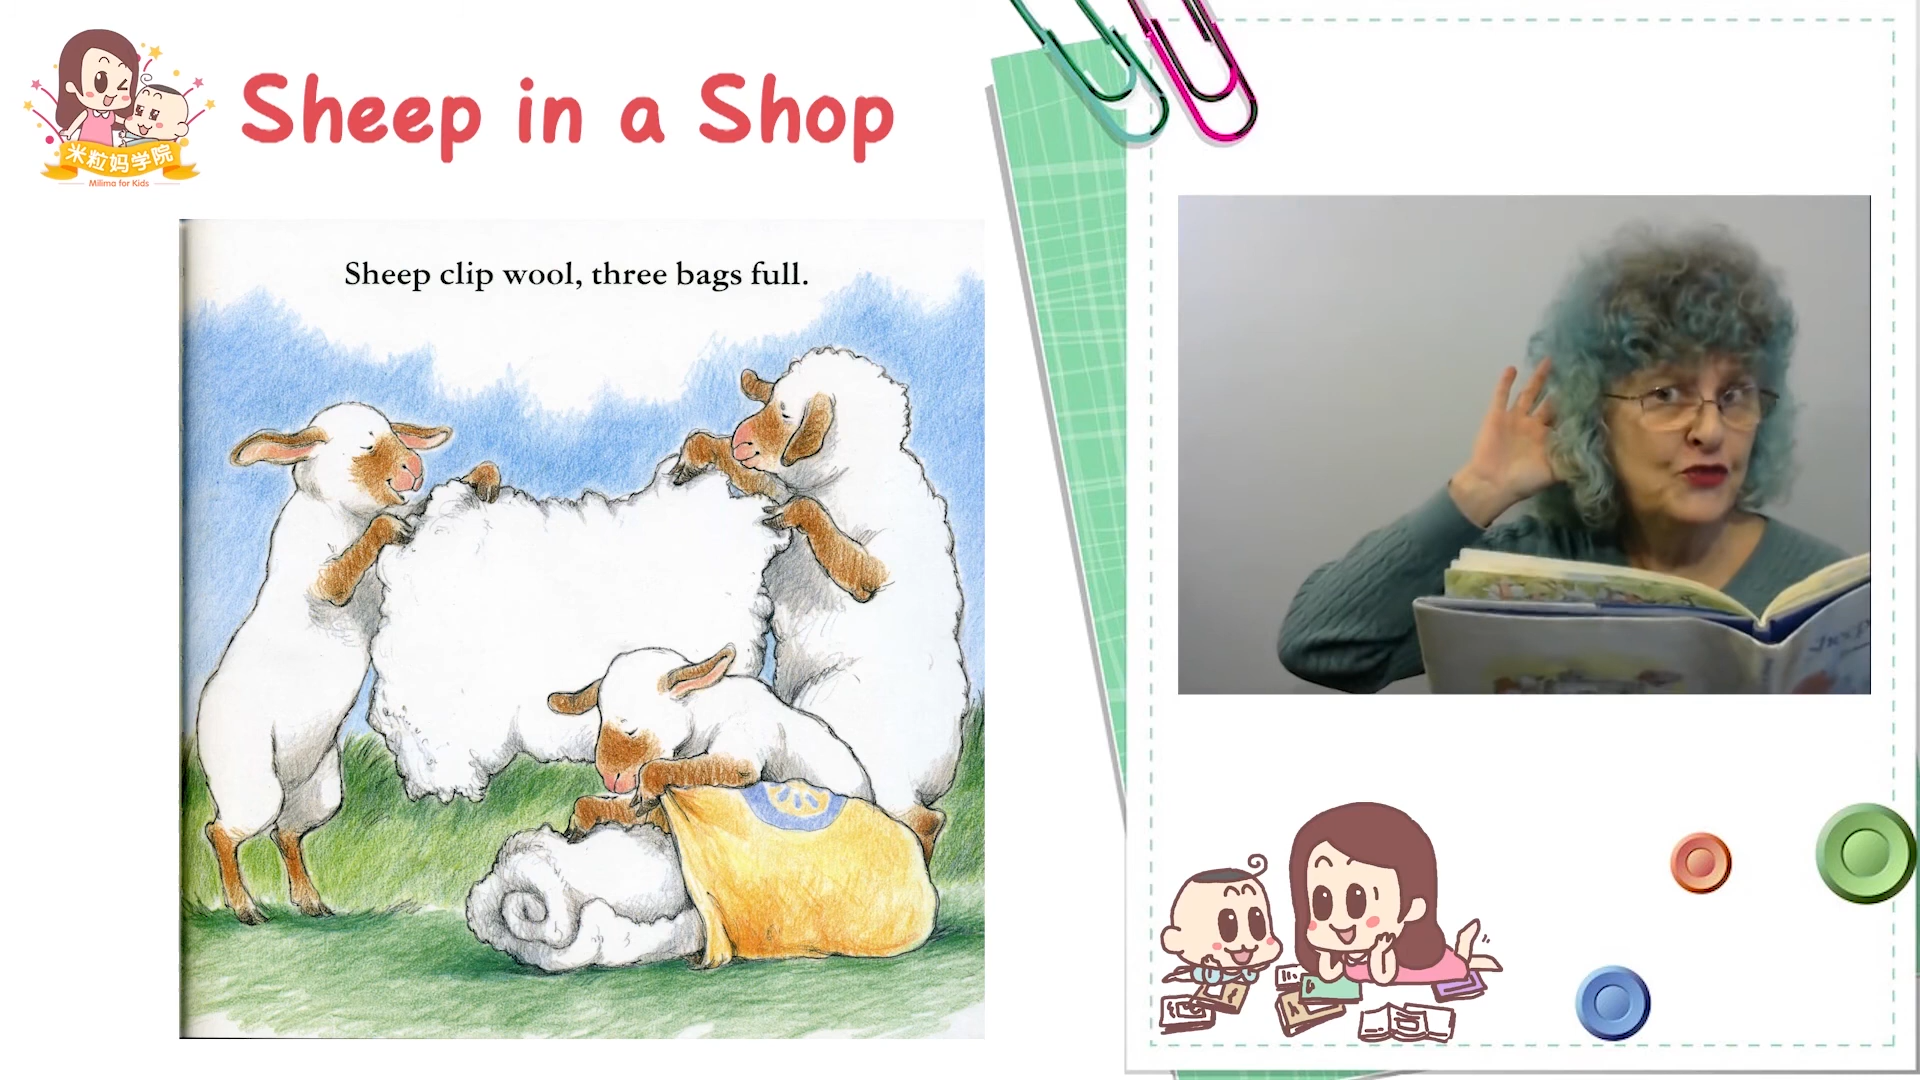 米粒妈学院
Milima for Kids
Sheep in a Shop
Sheep clip wool, three bags full.